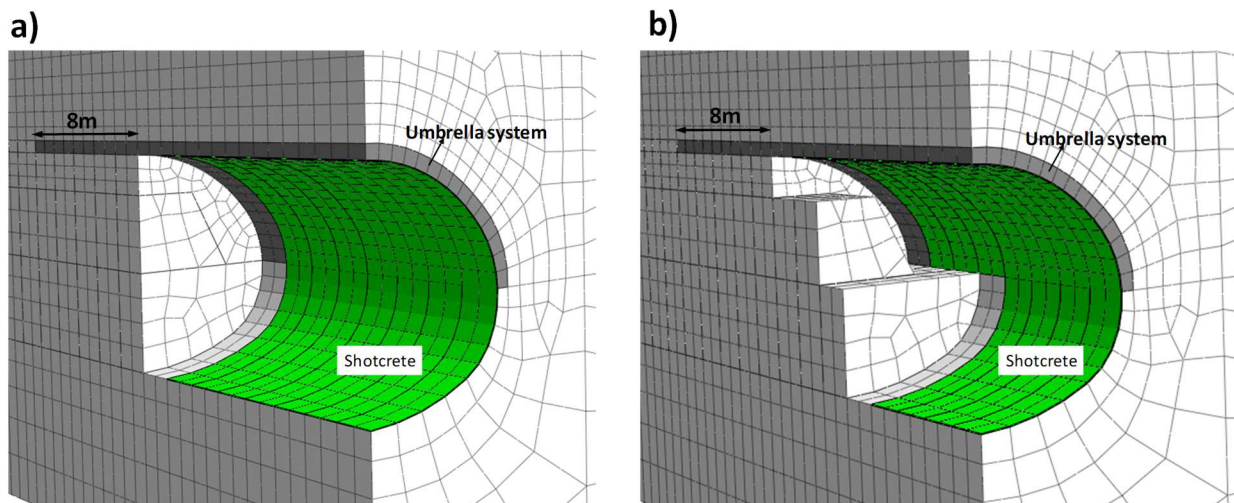 a)
8m
Umbrella system
Shotcrete
b)
8m
Umbrella system
Shotcrete